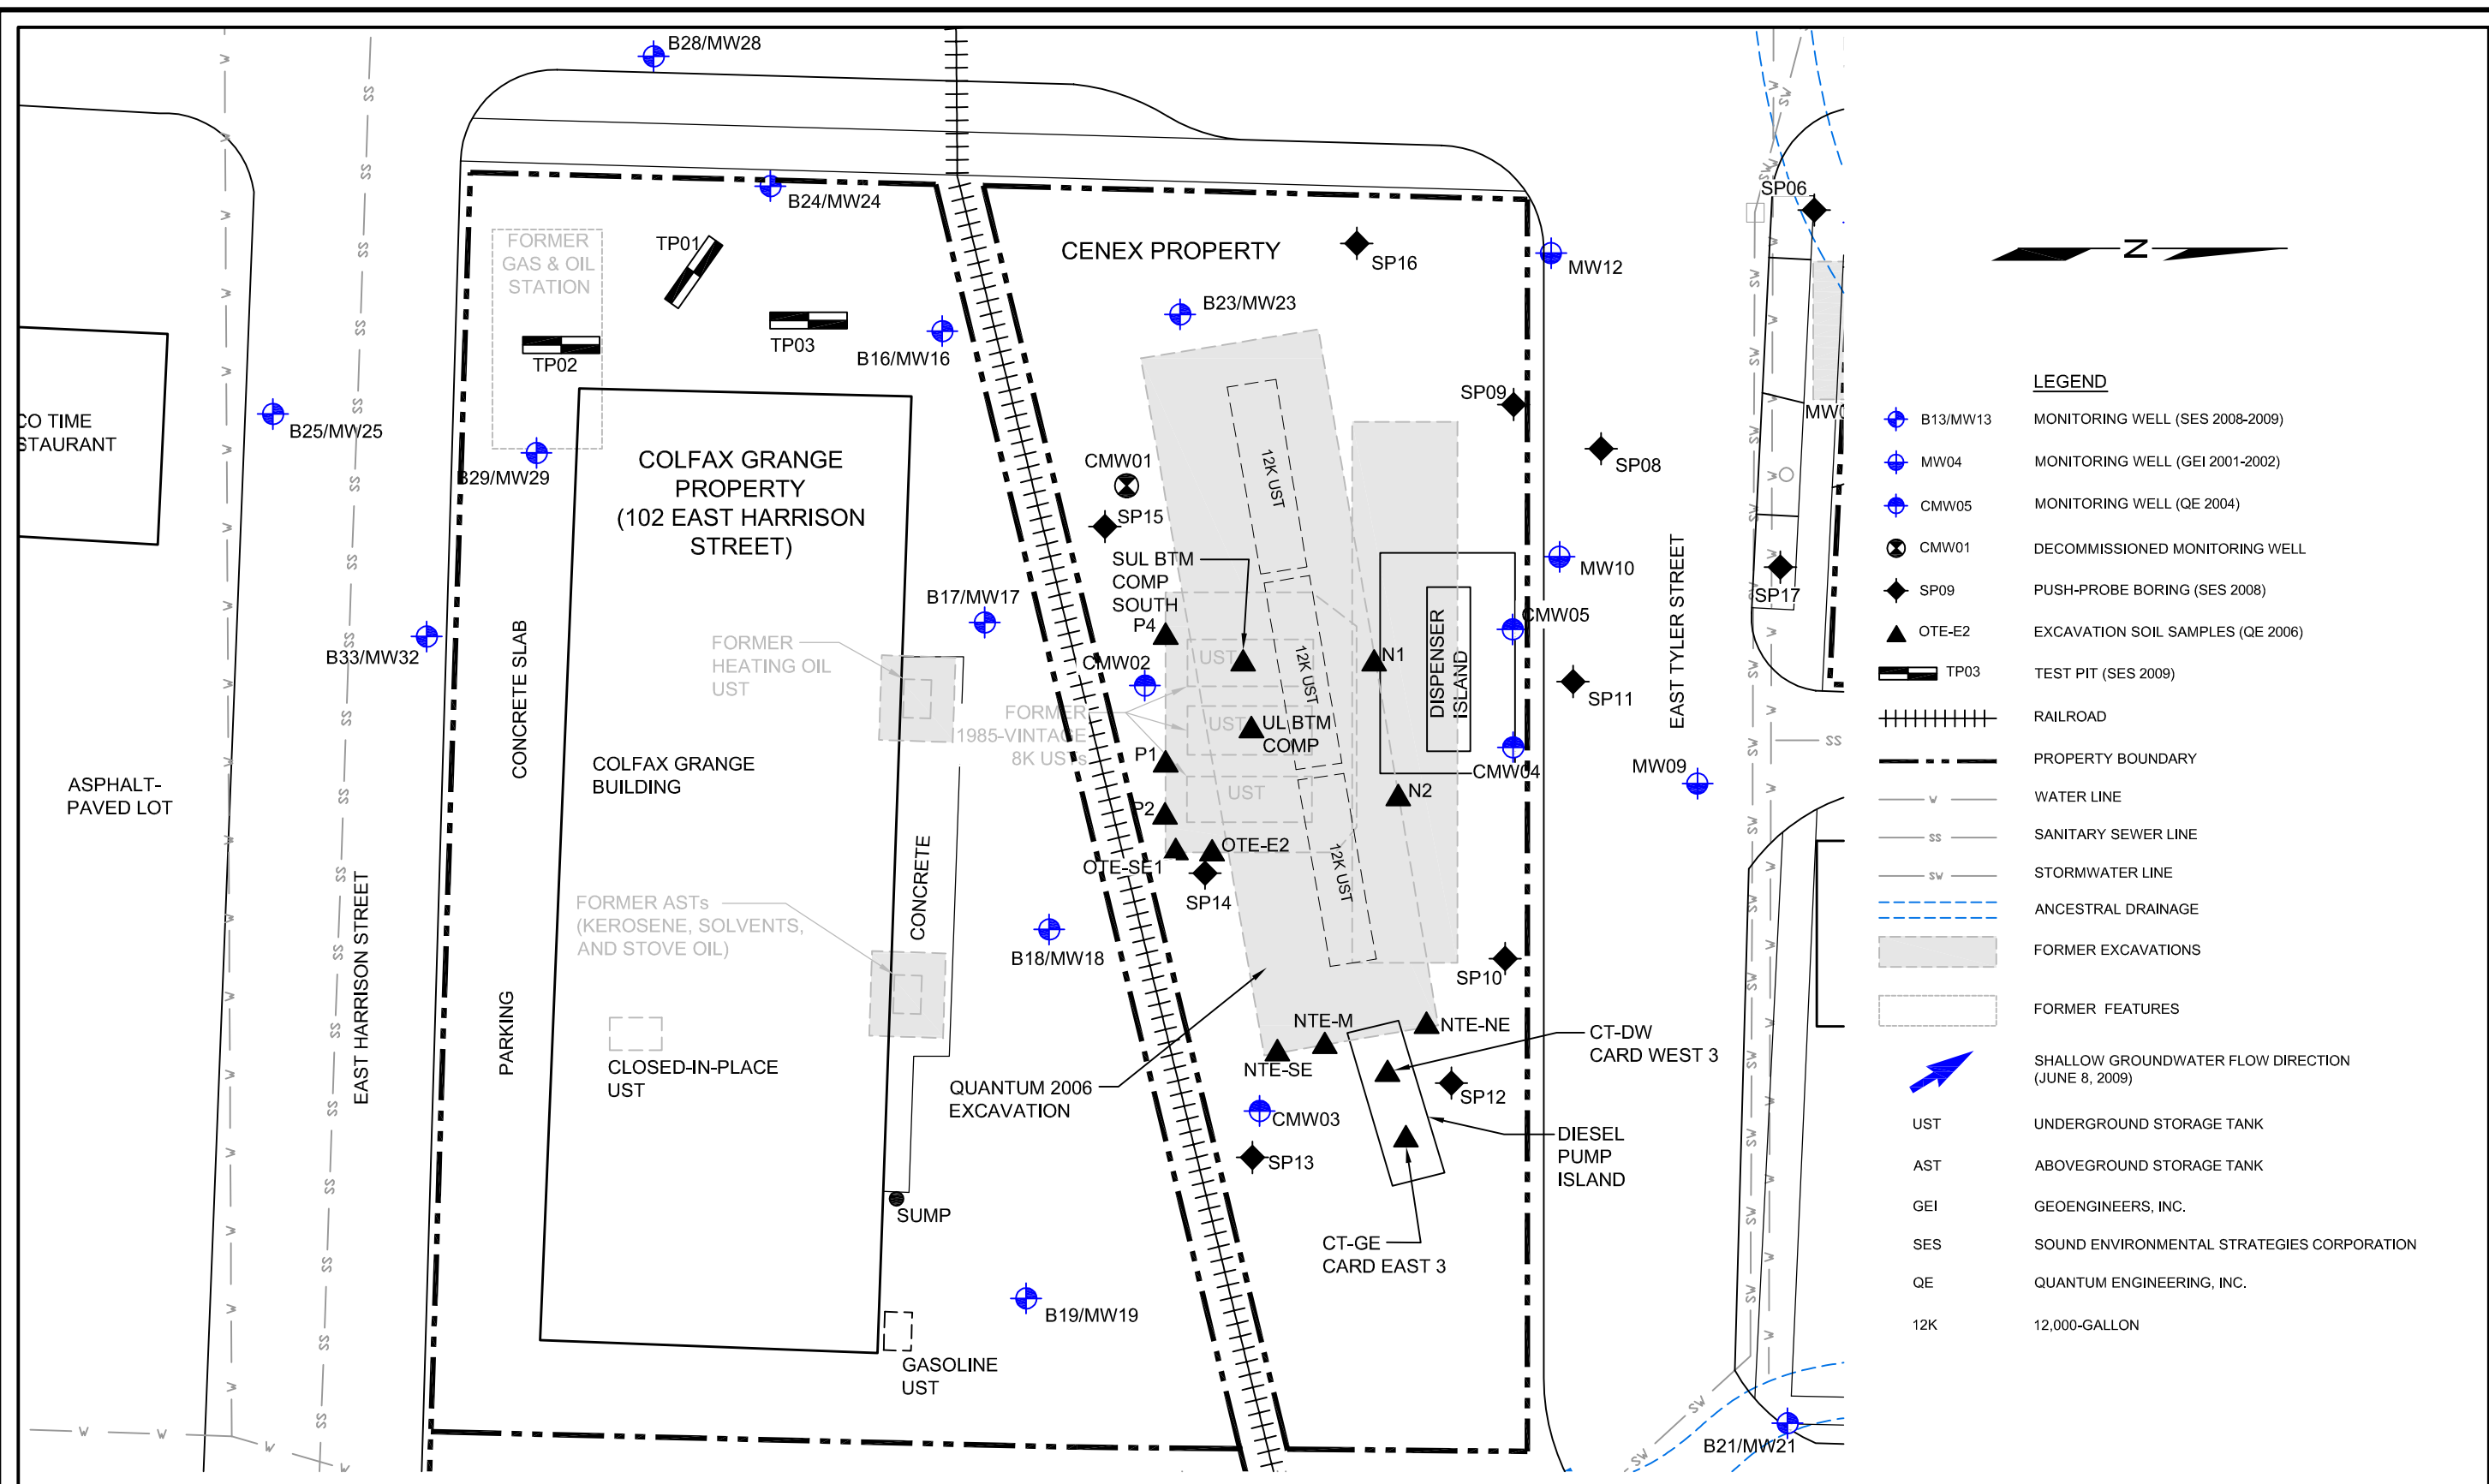 B28/MW28
B24/MW24
SP06
FORMER
GAS & OIL
STATION
TP01
CENEX PROPERTY
SP16
MW12
N
TP02
TP03
B16/MW16
B23/MW23
CO TIME
STAURANT
B25/MW25
B29/MW29
COLFAX GRANGE
PROPERTY
(102 EAST HARRISON
STREET)
CMW01
SP15
12K UST
SP09
SP08
SUL BTM
COMP
SOUTH
P4
MW10
EAST TYLER STREET
SP17
B17/MW17
CMW05
B33/MW32
CONCRETE SLAB
FORMER
HEATING OIL
UST
CMW02
UST
12K UST
N1
DISPENSER
ISLAND
SP11
FORMER
1985-VINTAGE
8K USTs
UST
UL BTM
COMP
P1
UST
N2
CMW04
MW09
ASPHALT-
PAVED LOT
COLFAX GRANGE
BUILDING
P2
OTE-SE1
OTE-E2
SP14
12K UST
EAST HARRISON STREET
CONCRETE
FORMER ASTs
(KEROSENE, SOLVENTS,
AND STOVE OIL)
B18/MW18
SP10
PARKING
CLOSED-IN-PLACE
UST
QUANTUM 2006
EXCAVATION
NTE-M
NTE-SE
NTE-NE
CT-DW
CARD WEST 3
SP12
CMW03
SP13
DIESEL
PUMP
ISLAND
SUMP
CT-GE
CARD EAST 3
B19/MW19
GASOLINE
UST
B21/MW21
LEGEND
B13/MW13 MONITORING WELL (SES 2008-2009)
MW04 MONITORING WELL (GEI 2001-2002)
CMW05 MONITORING WELL (QE 2004)
CMW01 DECOMMISSIONED MONITORING WELL
SP09 PUSH-PROBE BORING (SES 2008)
OTE-E2 EXCAVATION SOIL SAMPLES (QE 2006)
TP03 TEST PIT (SES 2009)
RAILROAD
PROPERTY BOUNDARY
W WATER LINE
SS SANITARY SEWER LINE
SW STORMWATER LINE
ANCESTRAL DRAINAGE
FORMER EXCAVATIONS
FORMER FEATURES
SHALLOW GROUNDWATER FLOW DIRECTION
(JUNE 8, 2009)
UST UNDERGROUND STORAGE TANK
AST ABOVEGROUND STORAGE TANK
GEI GEOENGINEERS, INC.
SES SOUND ENVIRONMENTAL STRATEGIES CORPORATION
QE QUANTUM ENGINEERING, INC.
12K 12,000-GALLON